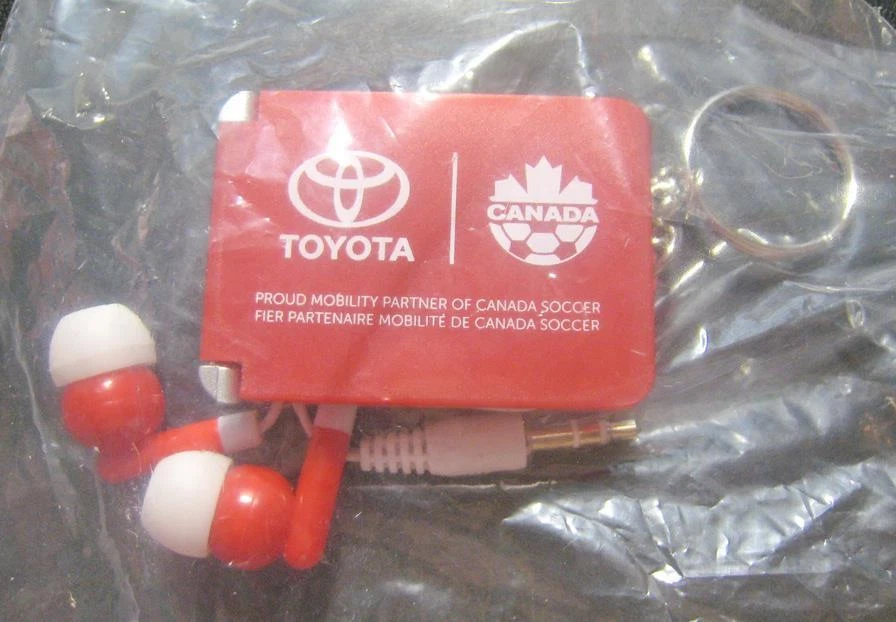 TOYOTA
CANADA
PROUD MOBILITY PARTNER OF CANADA SOCCER
FIER PARTENAIRE MOBILITÉ DE CANADA SOCCER